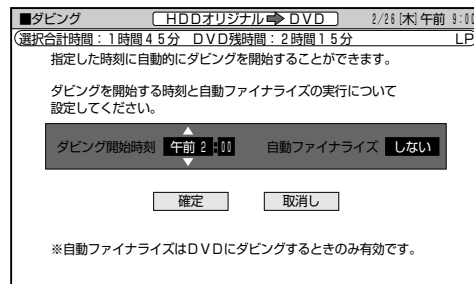 ■ダビング HDDオリジナル➡DVD 2/26[木]午前 9:00
選択合計時間：1時間45分 DVD残時間：2時間15分 LP
指定した時刻に自動的にダビングを開始することができます。
ダビングを開始する時刻と自動ファイナライズの実行について
設定してください。
ダビング開始時刻 午前 2:00 自動ファイナライズ しない
確定 取消し
※自動ファイナライズはDVDにダビングするときのみ有効です。